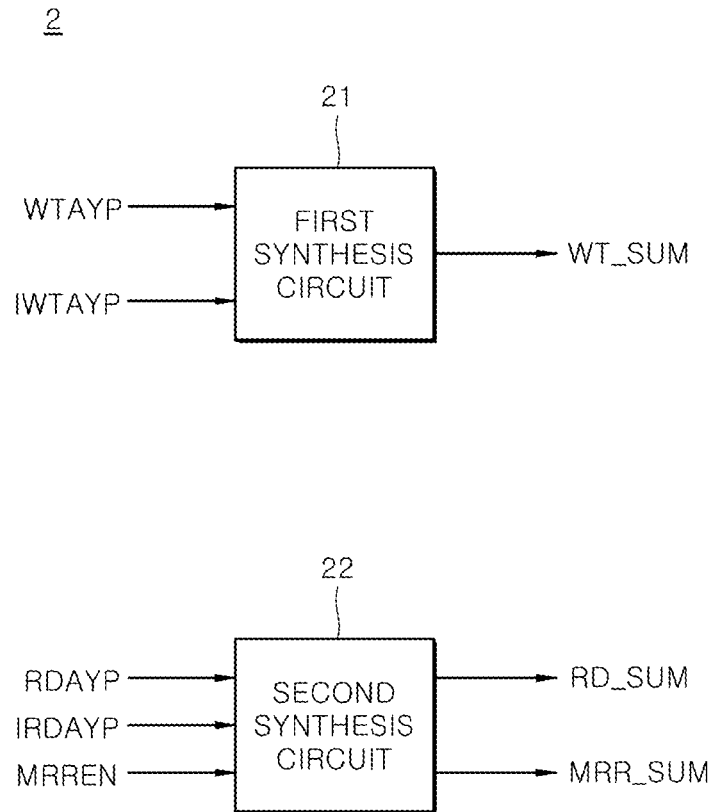 2
21
WTAYP
IWTAYP
FIRST
SYNTHESIS
CIRCUIT
WT_SUM
22
RDAYP
IRDAYP
MRREN
SECOND
SYNTHESIS
CIRCUIT
RD_SUM
MRR_SUM